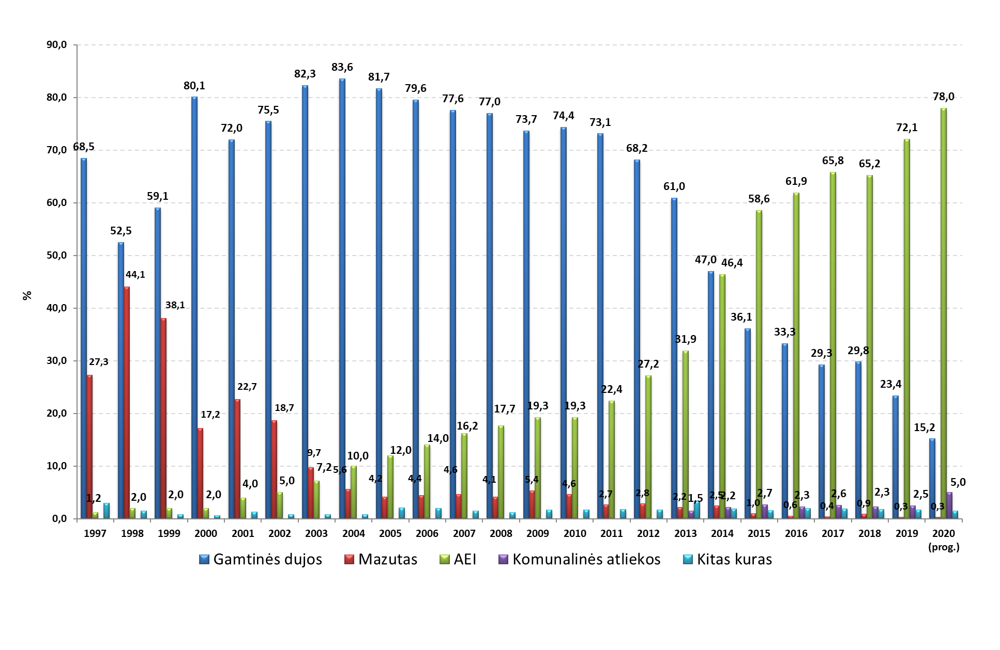 90,0
80,0
70,0
60,0
50,0
40,0
30,0
20,0
10,0
0,0
%
68,5 27,3 1,2
52,5 44,1 2,0
59,1 38,1 2,0
80,1 17,2 2,0
72,0 22,7 4,0
75,5 18,7 5,0
82,3 9,7 7,2
83,6 5,6 10,0
81,7 4,2 12,0
79,6 4,4 14,0
77,6 4,6 16,2
77,0 4,1 17,7
73,7 5,4 19,3
74,4 4,6 19,3
73,1 2,7 22,4
68,2 2,8 27,2
61,0 2,2 31,9 1,5
47,0 2,5 46,4 2,2
36,1 1,0 58,6 2,7
33,3 0,6 61,9 2,3
29,3 0,4 65,8 2,6
29,8 0,9 65,2 2,3
23,4 0,3 72,1 2,5
15,2 0,3 78,0 5,0
1997 1998 1999 2000 2001 2002 2003 2004 2005 2006 2007 2008 2009 2010 2011 2012 2013 2014 2015 2016 2017 2018 2019 2020
(prog.)
Gamtinės dujos Mazutas AEI Komunalinės atliekos Kitas kuras